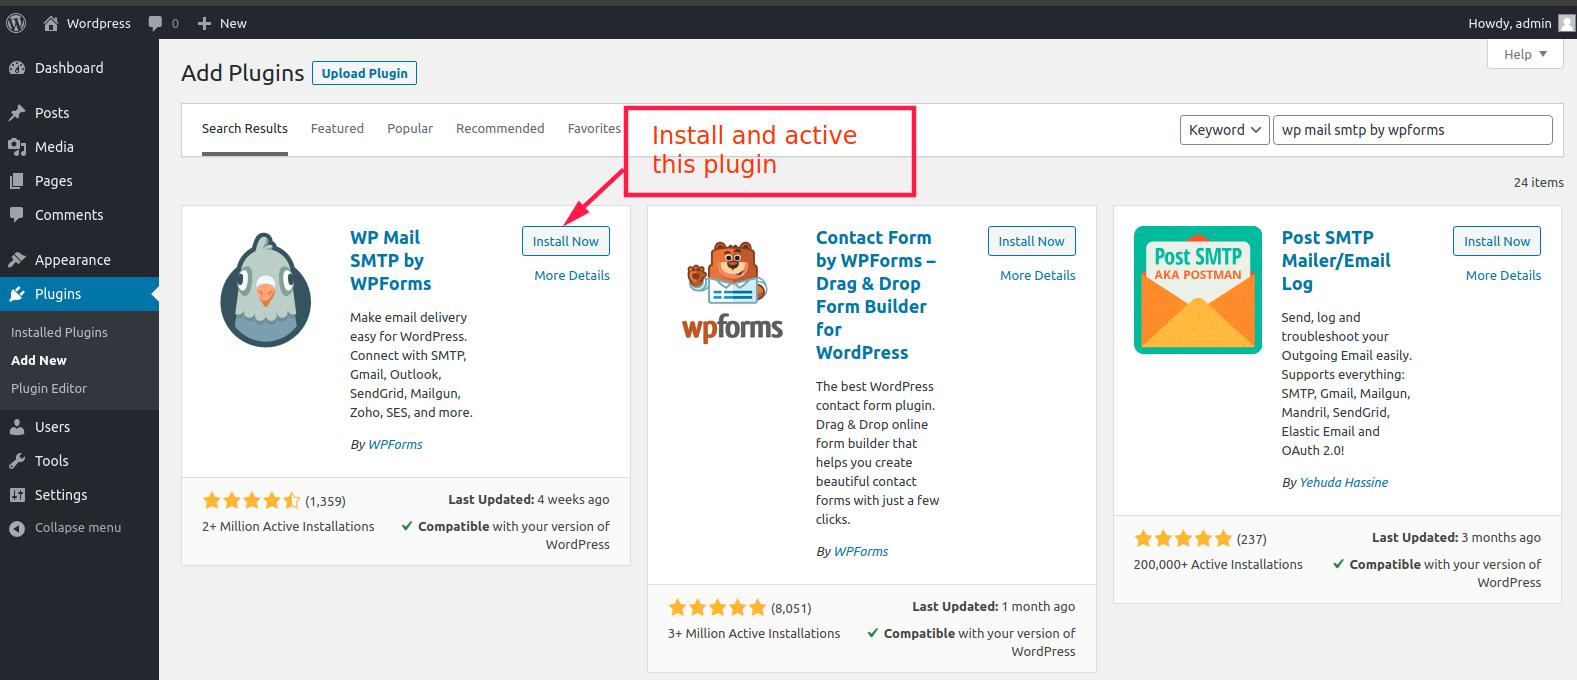 Wordpress 0 New Howdy, admin
Dashboard
Posts
Media
Pages
Comments
Appearance
Plugins
Installed Plugins
Add New
Plugin Editor
Users
Tools
Settings
Collapse menu
Help
Add Plugins Upload Plugin
Search Results Featured Popular Recommended Favorites
Keyword wp mail smtp by wpforms
Install and active
this plugin
24 items
WP Mail
SMTP by
WPForms
Install Now
More Details
Make email delivery
easy for WordPress.
Connect with SMTP,
Gmail, Outlook,
SendGrid, Mailgun,
Zoho, SES, and more.
By WPForms
(1,359)
2+ Million Active Installations
Last Updated: 4 weeks ago
Compatible with your version of
WordPress
wpforms
Contact Form
by WPForms –
Drag & Drop
Form Builder
for
WordPress
Install Now
More Details
The best WordPress
contact form plugin.
Drag & Drop online
form builder that
helps you create
beautiful contact
forms with just a few
clicks.
By WPForms
(8,051)
3+ Million Active Installations
Last Updated: 1 month ago
Compatible with your version of
WordPress
Post SMTP
AKA POSTMAN
Post SMTP
Mailer/Email
Log
Install Now
More Details
Send, log and
troubleshoot your
Outgoing Email easily.
Supports everything:
SMTP, Gmail, Mailgun,
Mandril, SendGrid,
Elastic Email and
OAuth 2.0!
By Yehuda Hassine
(237)
200,000+ Active Installations
Last Updated: 3 months ago
Compatible with your version of
WordPress